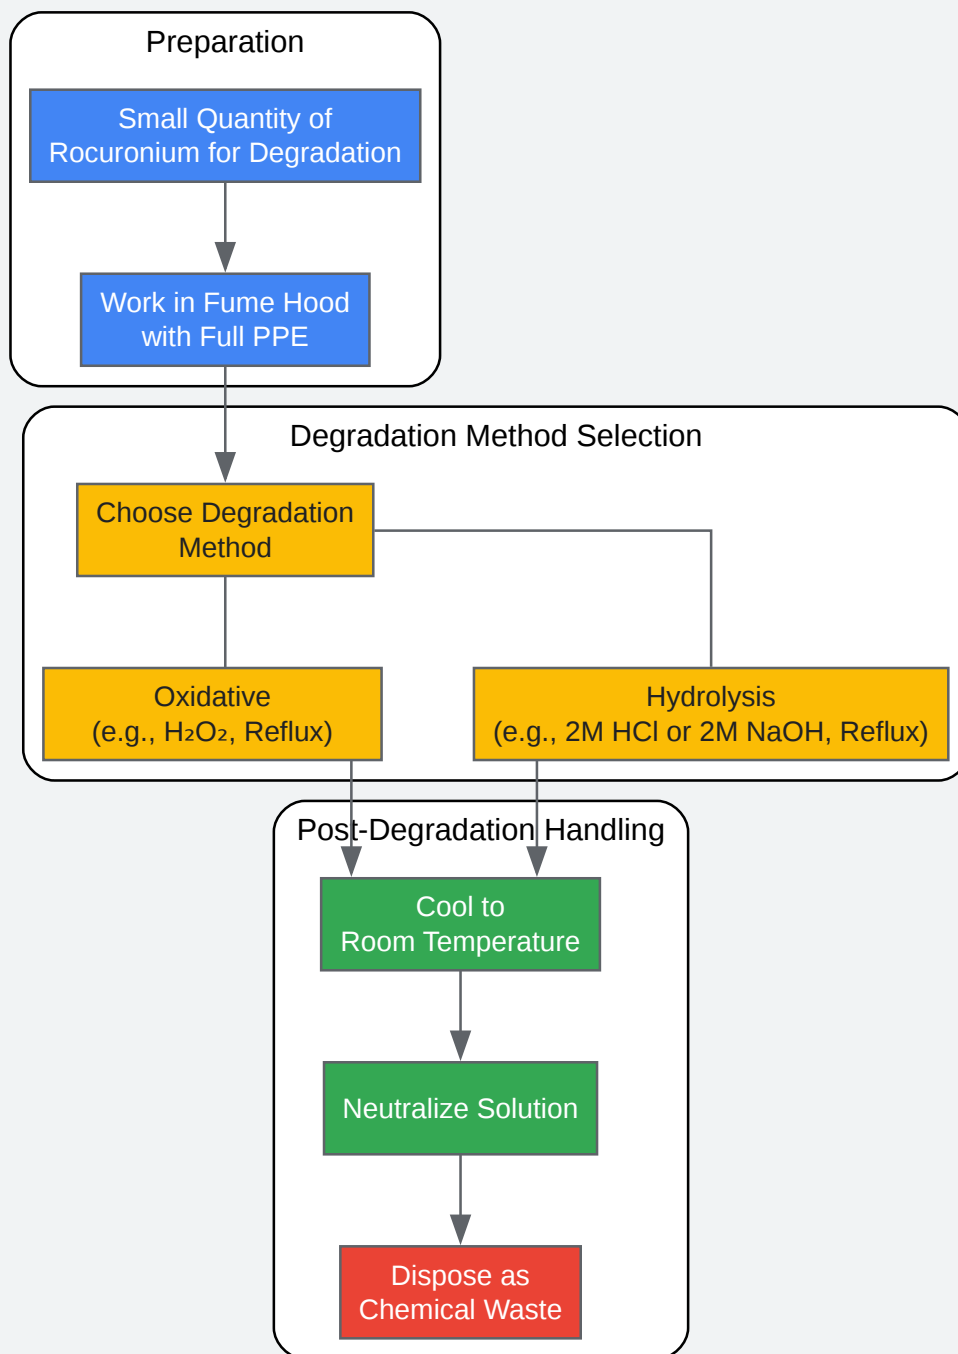 Preparation
Small Quantity of
Rocuronium for Degradation
Work in Fume Hood
with Full PPE
Degradation Method Selection
Choose Degradation
Method
Oxidative
(e.g., H₂O₂, Reflux)
Hydrolysis
(e.g., 2M HCl or 2M NaOH, Reflux)
Post-Degradation Handling
Cool to
Room Temperature
Neutralize Solution
Dispose as
Chemical Waste